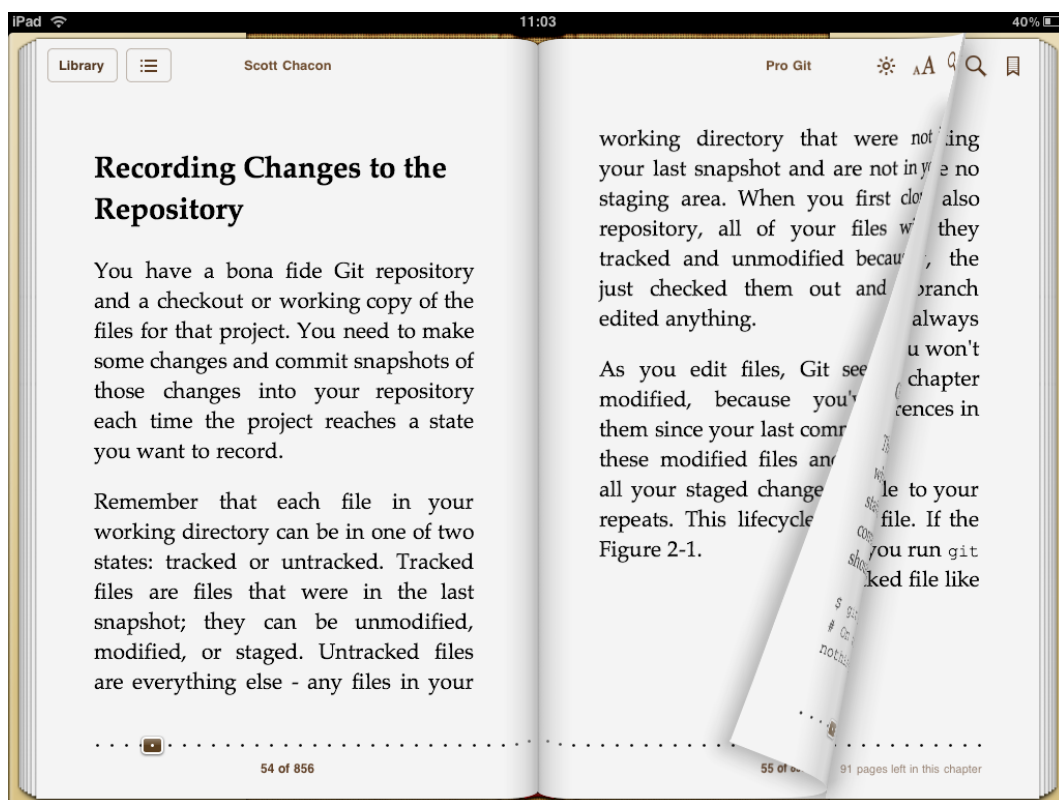 iPad
11:03
40%
Library
Scott Chacon
Pro Git
AA
Recording Changes to the
Repository
You have a bona fide Git repository
and a checkout or working copy of the
files for that project. You need to make
some changes and commit snapshots of
those changes into your repository
each time the project reaches a state
you want to record.
Remember that each file in your
working directory can be in one of two
states: tracked or untracked. Tracked
files are files that were in the last
snapshot; they can be unmodified,
modified, or staged. Untracked files
are everything else - any files in your
54 of 856
working directory that were not
your last snapshot and are not in
staging area. When you first
repository, all of your files
tracked and unmodified
just checked them out and
edited anything.
As you edit files, Git
modified, because
them since your last
these modified files
all your staged
repeats. This lifecycle
Figure 2-1.
no
also
they
the
branch
always
won't
chapter
in
to your
file. If the
you run git
file like
$
#
55 of
91 pages left in this chapter